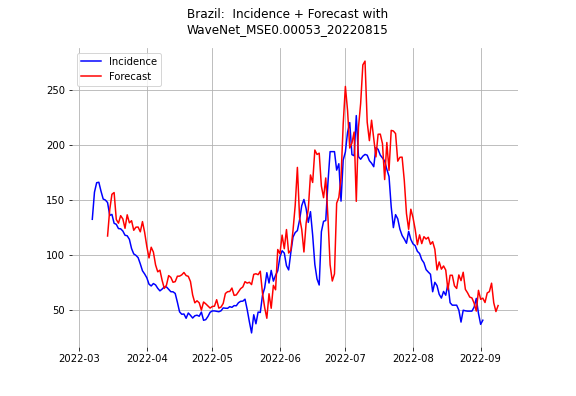 Brazil:  Incidence + Forecast with
WaveNet_MSE0.00053_20220815
Incidence
Forecast
250
200
150
100
50
2022-03 2022-04 2022-05 2022-06 2022-07 2022-08 2022-09